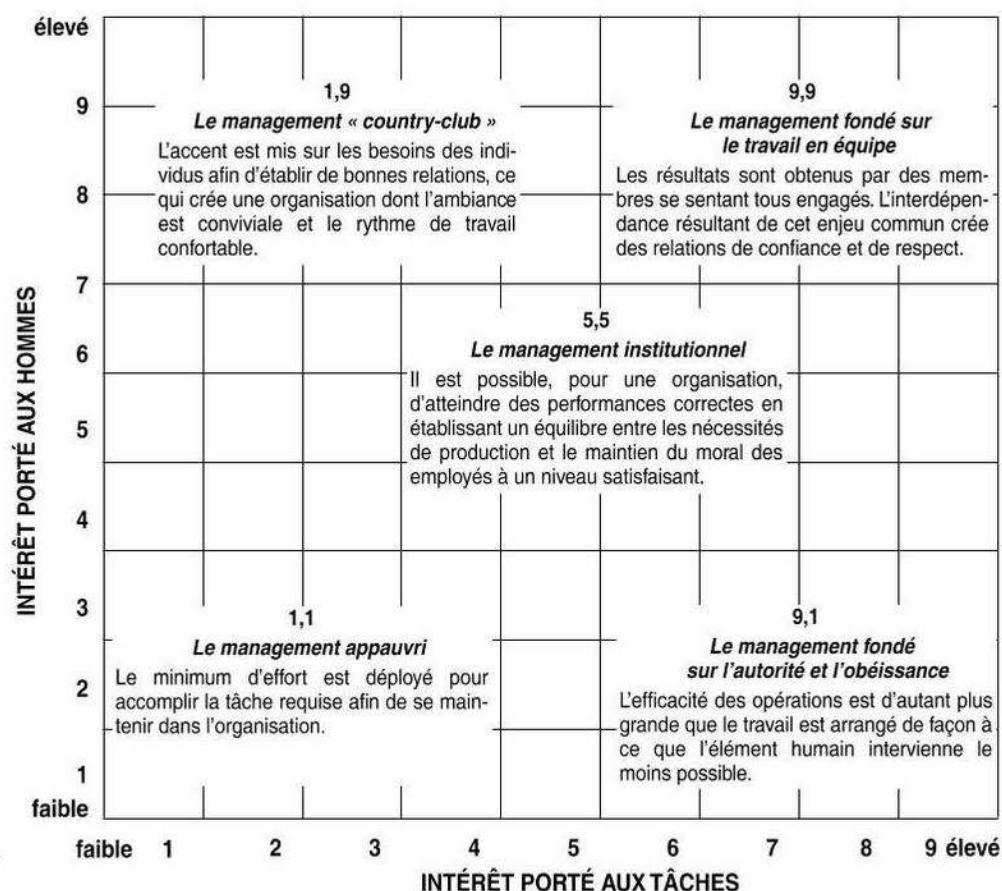 élevé
9
8
7
6
5
4
3
2
1
faible
INTÉRÊT PORTÉ AUX HOMMES
1,9
Le management « country-club »
L'accent est mis sur les besoins des indi-
vidus afin d'établir de bonnes relations, ce
qui crée une organisation dont l'ambiance
est conviviale et le rythme de travail
confortable.
9,9
Le management fondé sur
le travail en équipe
Les résultats sont obtenus par des mem-
bres se sentant tous engagés. L'interdépen-
dance résultant de cet enjeu commun crée
des relations de confiance et de respect.
5,5
Le management institutionnel
Il est possible, pour une organisation,
d'atteindre des performances correctes en
établissant un équilibre entre les nécessités
de production et le maintien du moral des
employés à un niveau satisfaisant.
1,1
Le management appauvri
Le minimum d'effort est déployé pour
accomplir la tâche requise afin de se main-
tenir dans l'organisation.
9,1
Le management fondé
sur l'autorité et l'obéissance
L'efficacité des opérations est d'autant plus
grande que le travail est arrangé de façon à
ce que l'élément humain intervienne le
moins possible.
faible 1 2 3 4 5 6 7 8 9 élevé
INTÉRÊT PORTÉ AUX TÂCHES